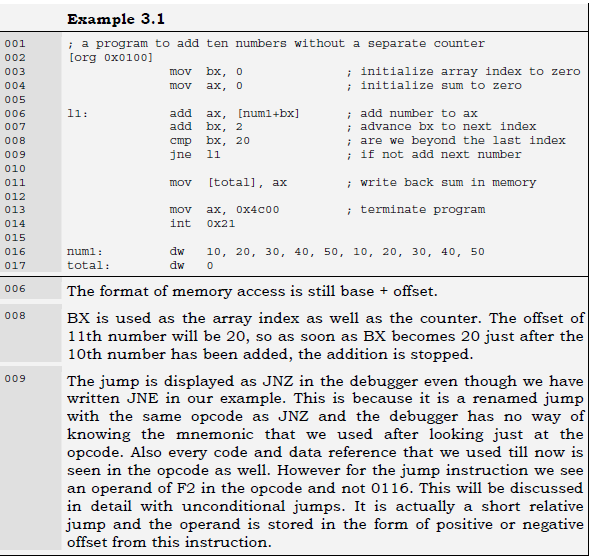 Example 3.1
001 ; a program to add ten numbers without a separate counter
002 [org 0x0100]
003 mov bx, 0 ; initialize array index to zero
004 mov ax, 0 ; initialize sum to zero
005
006 l1: add ax, [num1+bx] ; add number to ax
007 add bx, 2 ; advance bx to next index
008 cmp bx, 20 ; are we beyond the last index
009 jne l1 ; if not add next number
010
011 mov [total], ax ; write back sum in memory
012
013 mov ax, 0x4c00 ; terminate program
014 int 0x21
015
016 num1: dw 10, 20, 30, 40, 50, 10, 20, 30, 40, 50
017 total: dw 0
006 The format of memory access is still base + offset.
008 BX is used as the array index as well as the counter. The offset of
11th number will be 20, so as soon as BX becomes 20 just after the
10th number has been added, the addition is stopped.
009 The jump is displayed as JNZ in the debugger even though we have
written JNE in our example. This is because it is a renamed jump
with the same opcode as JNZ and the debugger has no way of
knowing the mnemonic that we used after looking just at the
opcode. Also every code and data reference that we used till now is
seen in the opcode as well. However for the jump instruction we see
an operand of F2 in the opcode and not 0116. This will be discussed
in detail with unconditional jumps. It is actually a short relative
jump and the operand is stored in the form of positive or negative
offset from this instruction.